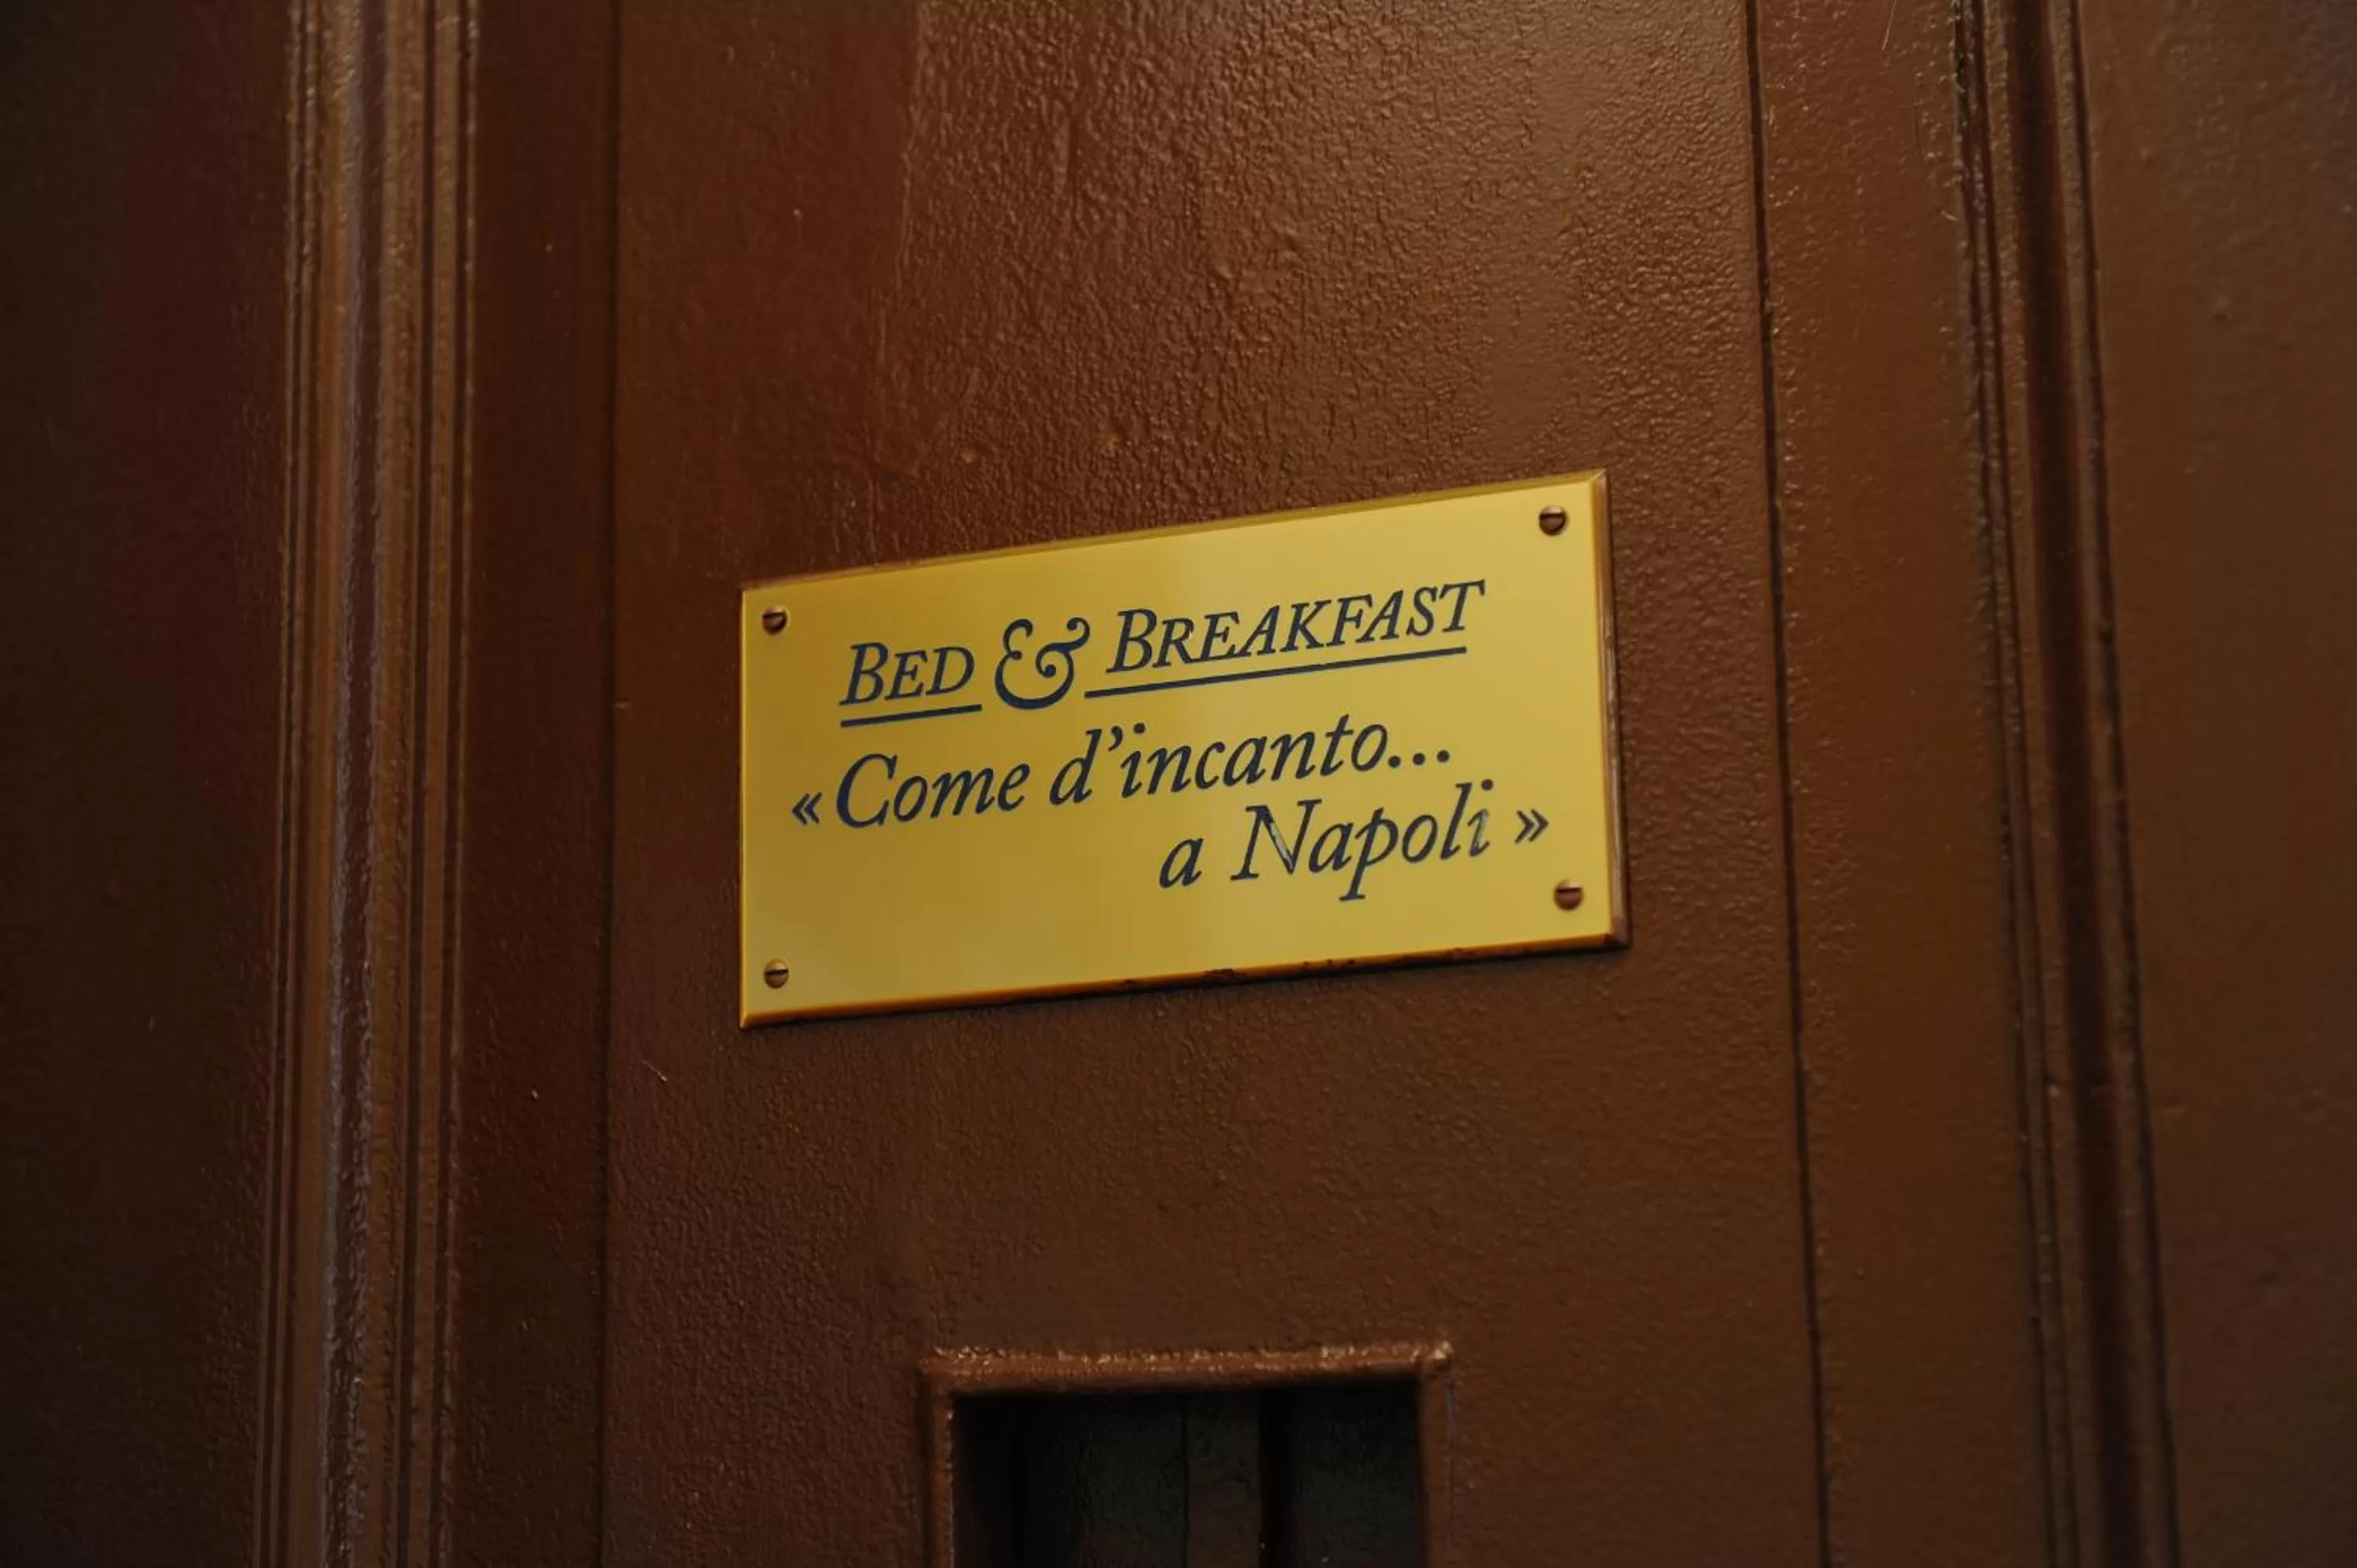 BED & BREAKFAST
«Come d'incanto...
a Napoli»